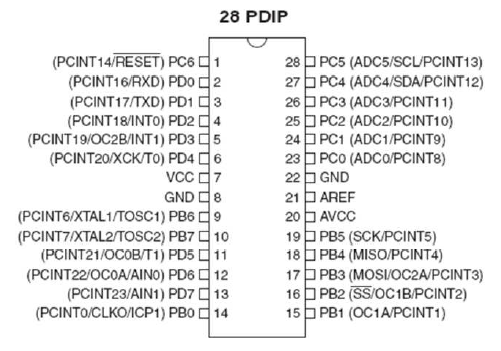 28 PDIP
(PCINT14/RESET) PC6 1 28 PC5 (ADC5/SCL/PCINT13)
(PCINT16/RXD) PD0 2 27 PC4 (ADC4/SDA/PCINT12)
(PCINT17/TXD) PD1 3 26 PC3 (ADC3/PCINT11)
(PCINT18/INT0) PD2 4 25 PC2 (ADC2/PCINT10)
(PCINT19/OC2B/INT1) PD3 5 24 PC1 (ADC1/PCINT9)
(PCINT20/XCK/T0) PD4 6 23 PC0 (ADC0/PCINT8)
VCC 7 22 GND
GND 8 21 AREF
(PCINT6/XTAL1/TOSC1) PB6 9 20 AVCC
(PCINT7/XTAL2/TOSC2) PB7 10 19 PB5 (SCK/PCINT5)
(PCINT21/OC0B/T1) PD5 11 18 PB4 (MISO/PCINT4)
(PCINT22/OC0A/AIN0) PD6 12 17 PB3 (MOSI/OC2A/PCINT3)
(PCINT23/AIN1) PD7 13 16 PB2 (SS/OC1B/PCINT2)
(PCINT0/CLKO/ICP1) PB0 14 15 PB1 (OC1A/PCINT1)